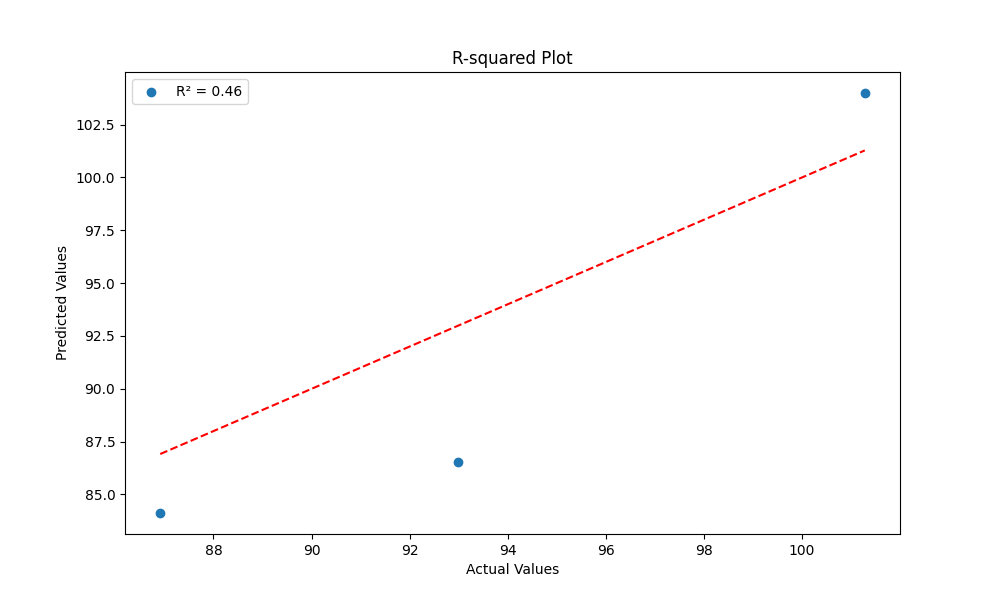 R-squared Plot
R² = 0.46
102.5
100.0
97.5
95.0
92.5
90.0
87.5
85.0
Predicted Values
88 90 92 94 96 98 100
Actual Values